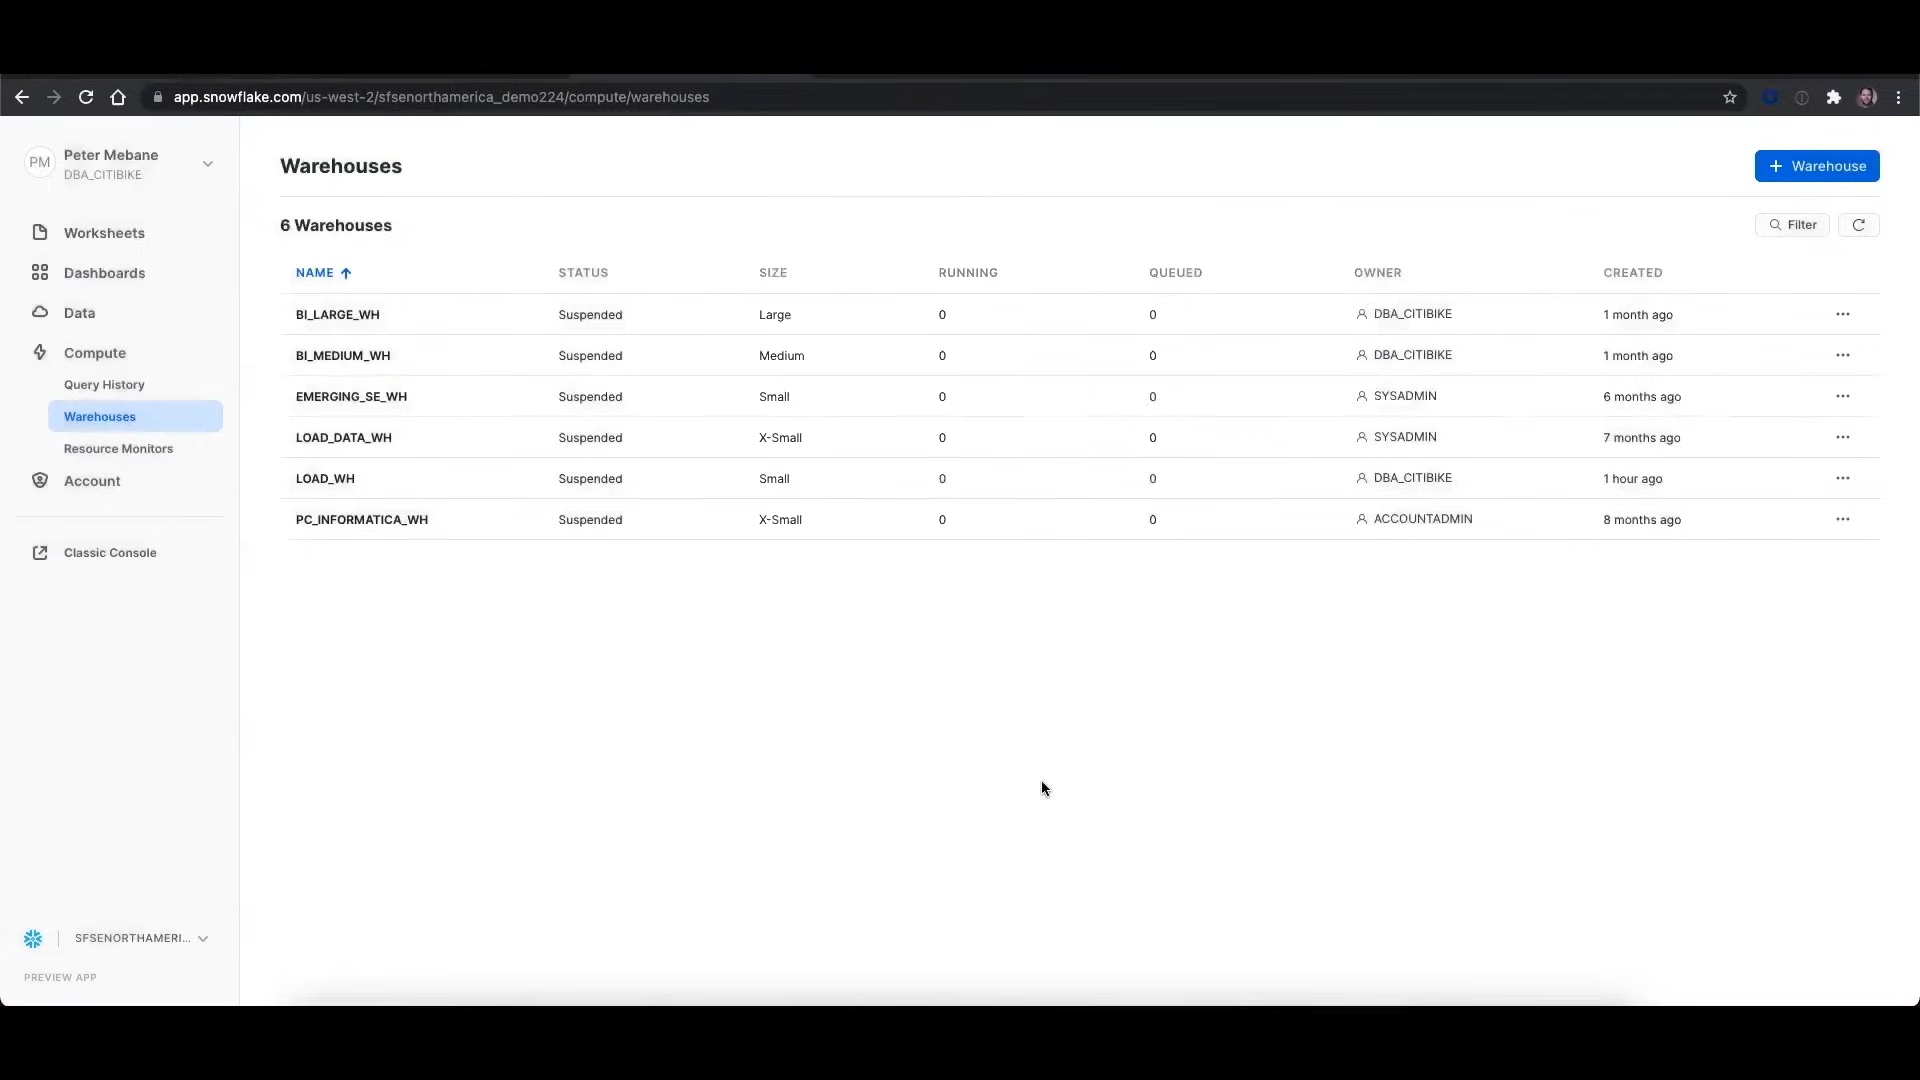 app.snowflake.com/us-west-2/sfsenorthamerica_demo224/compute/warehouses
PM
Peter Mebane
DBA_CITIBIKE
Worksheets
Dashboards
Data
Compute
Query History
Warehouses
Resource Monitors
Account
Classic Console
SFSENORTHAMERI...
PREVIEW APP
Warehouses
+ Warehouse
6 Warehouses
Filter
NAME STATUS SIZE RUNNING QUEUED OWNER CREATED
BI_LARGE_WH Suspended Large 0 0 DBA_CITIBIKE 1 month ago
BI_MEDIUM_WH Suspended Medium 0 0 DBA_CITIBIKE 1 month ago
EMERGING_SE_WH Suspended Small 0 0 SYSADMIN 6 months ago
LOAD_DATA_WH Suspended X-Small 0 0 SYSADMIN 7 months ago
LOAD_WH Suspended Small 0 0 DBA_CITIBIKE 1 hour ago
PC_INFORMATICA_WH Suspended X-Small 0 0 ACCOUNTADMIN 8 months ago